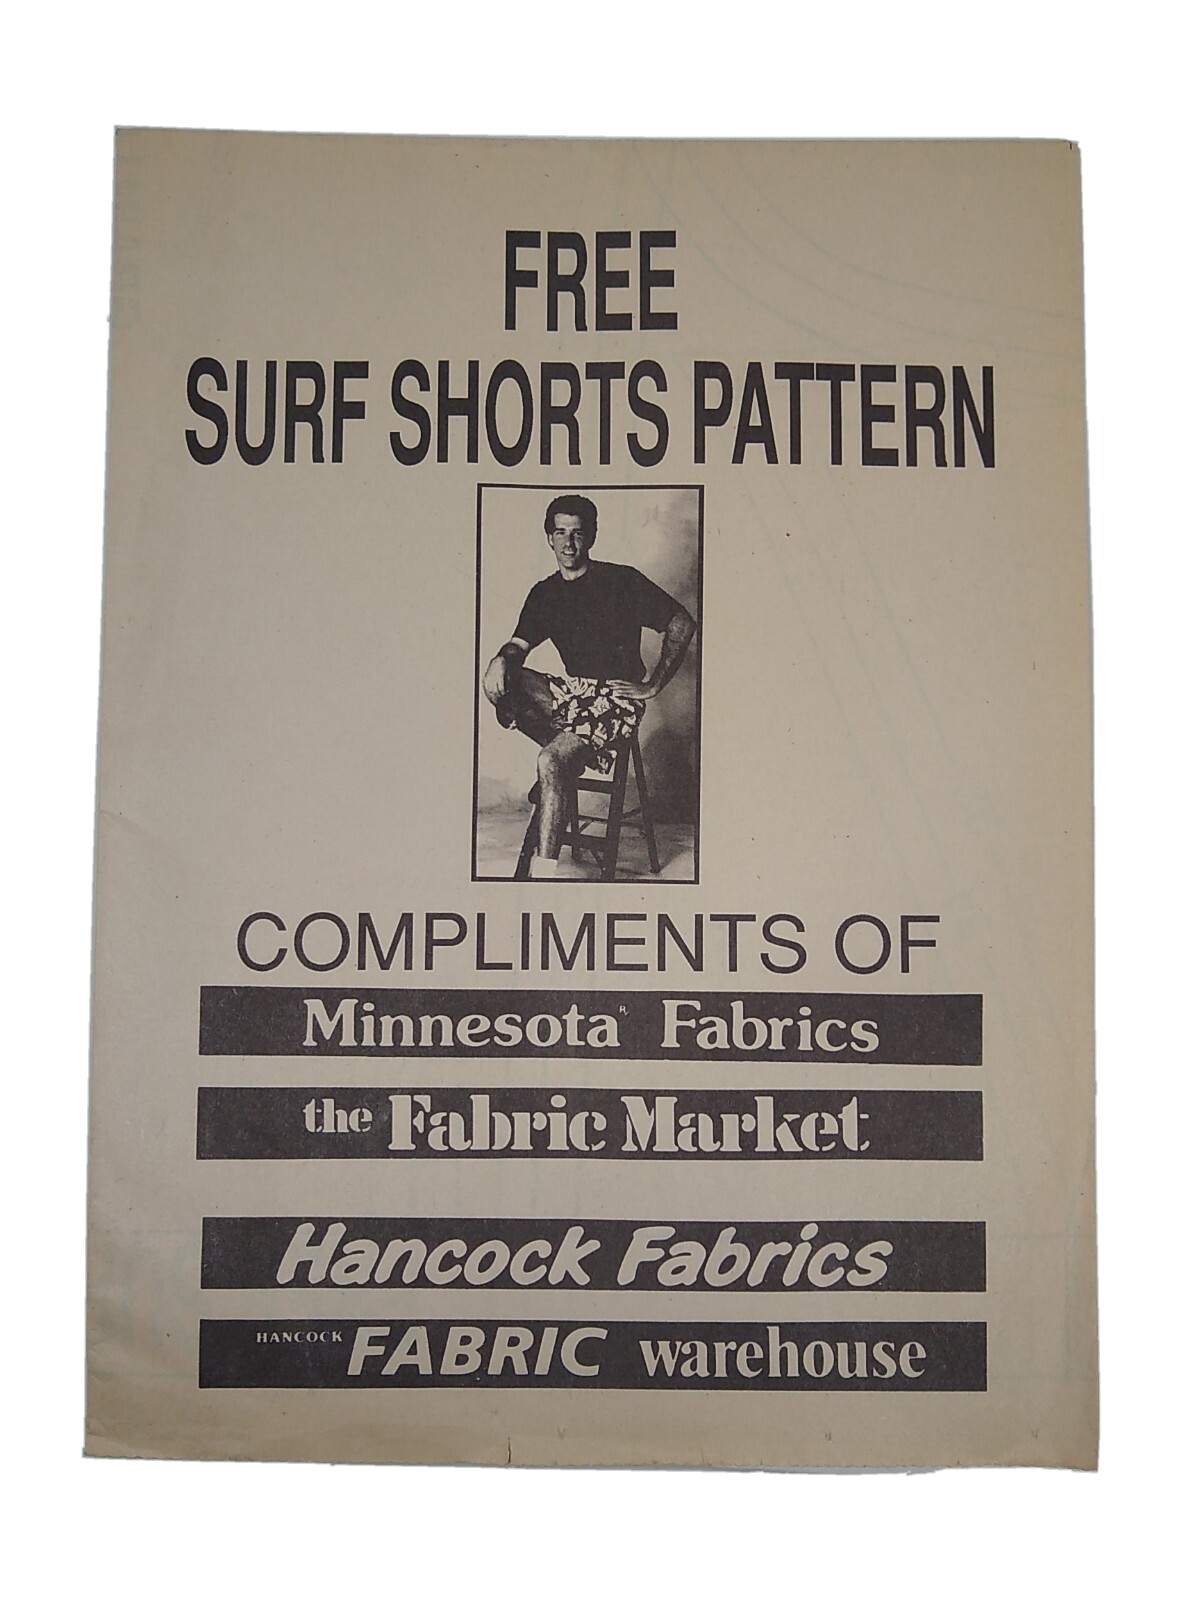 FREE
SURF SHORTS PATTERN
COMPLIMENTS OF
Minnesota® Fabrics
the Fabric Market
Hancock Fabrics
HANCOCK FABRIC warehouse